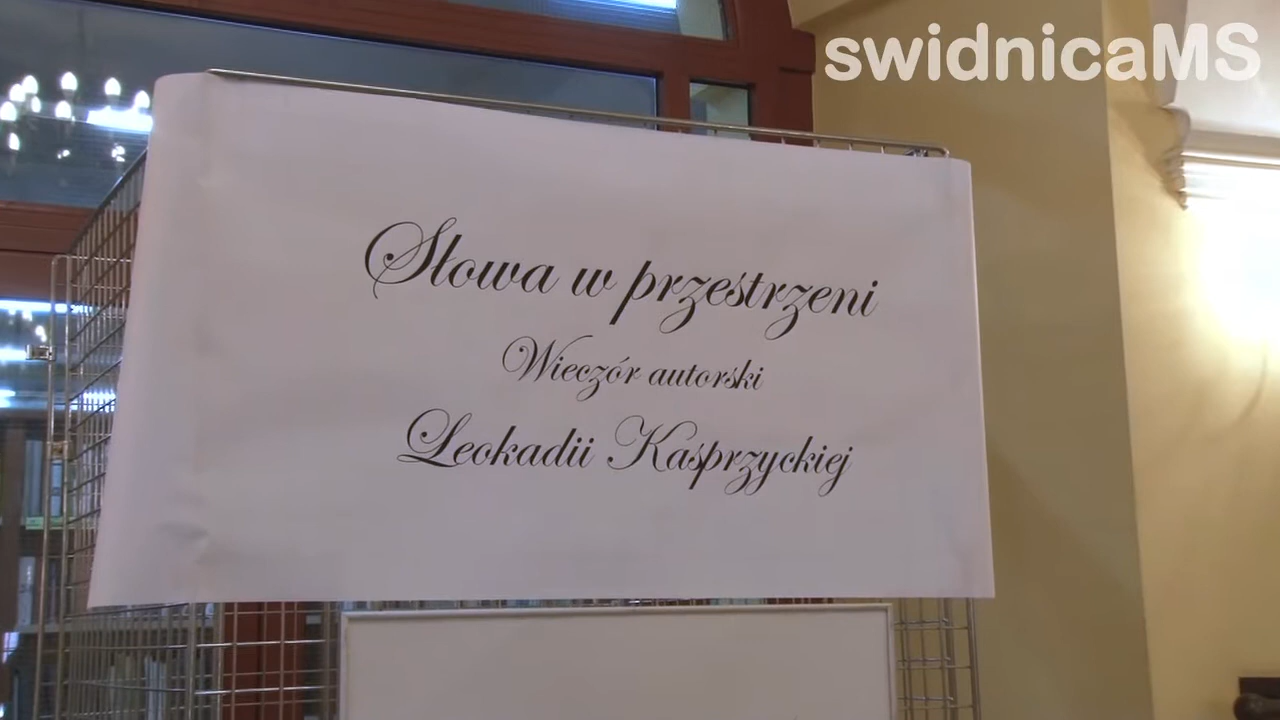 swidnicaMS
Słowa w przestrzeni
Wieczór autorski
Leokadii Kasprzyckiej